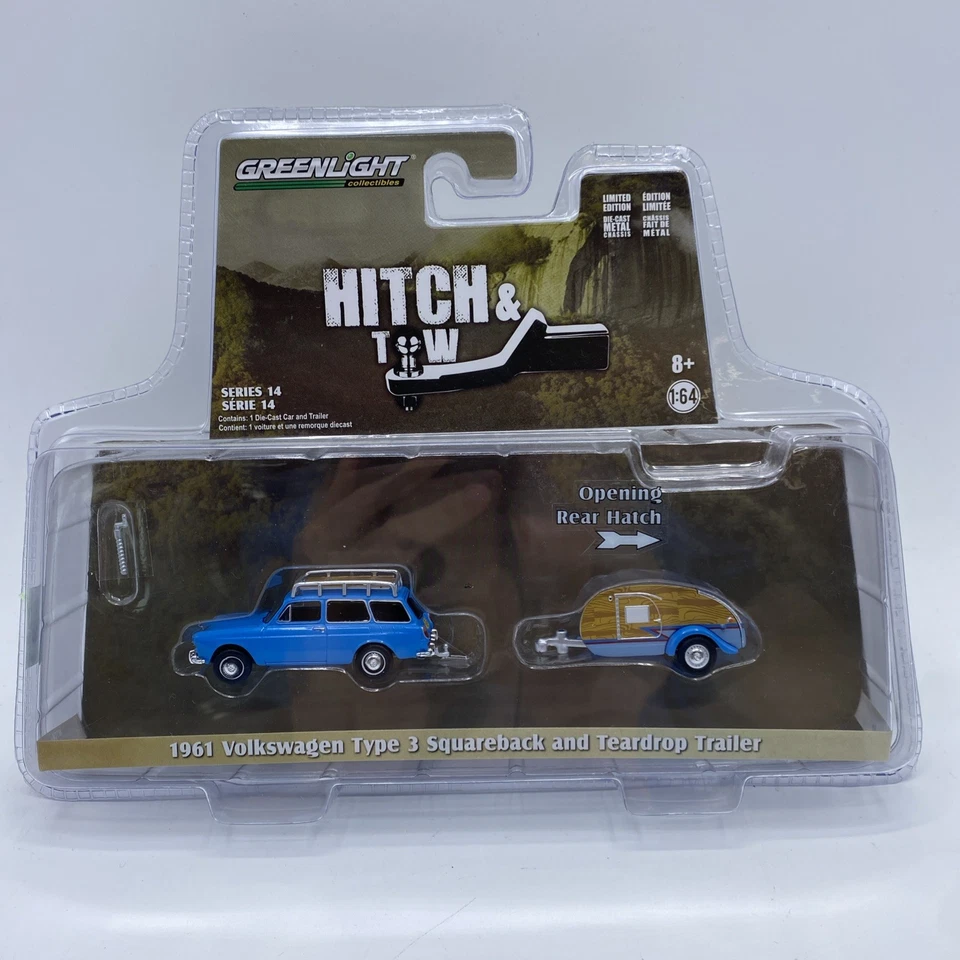 GREENLiGHT®
collectibles
LIMITED EDITION
ÉDITION LIMITÉE
DIE-CAST METAL CHASSIS
CHÂSSIS FAIT DE MÉTAL
HITCH &
TOW
8+
1:64
SERIES 14
SÉRIE 14
Contains: 1 Die-Cast Car and Trailer
Contient: 1 voiture et une remorque diecast
Opening
Rear Hatch
1961 Volkswagen Type 3 Squareback and Teardrop Trailer